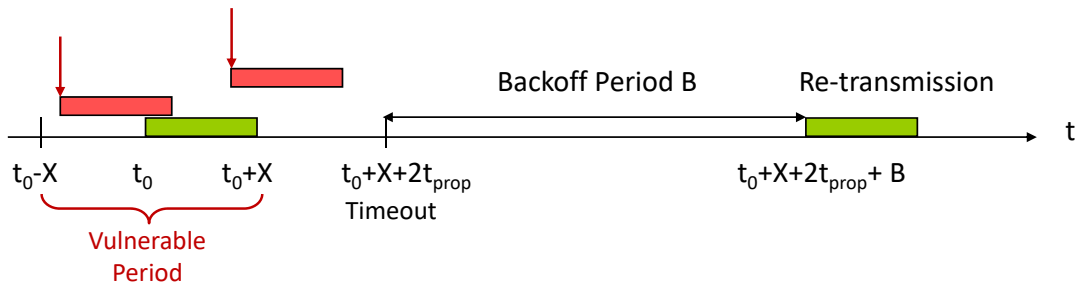 Backoff Period B
Re-transmission
t
t₀-X
t₀
t₀+X
t₀+X+2tₚᵣₒₚ
t₀+X+2tₚᵣₒₚ+ B
Timeout
Vulnerable
Period